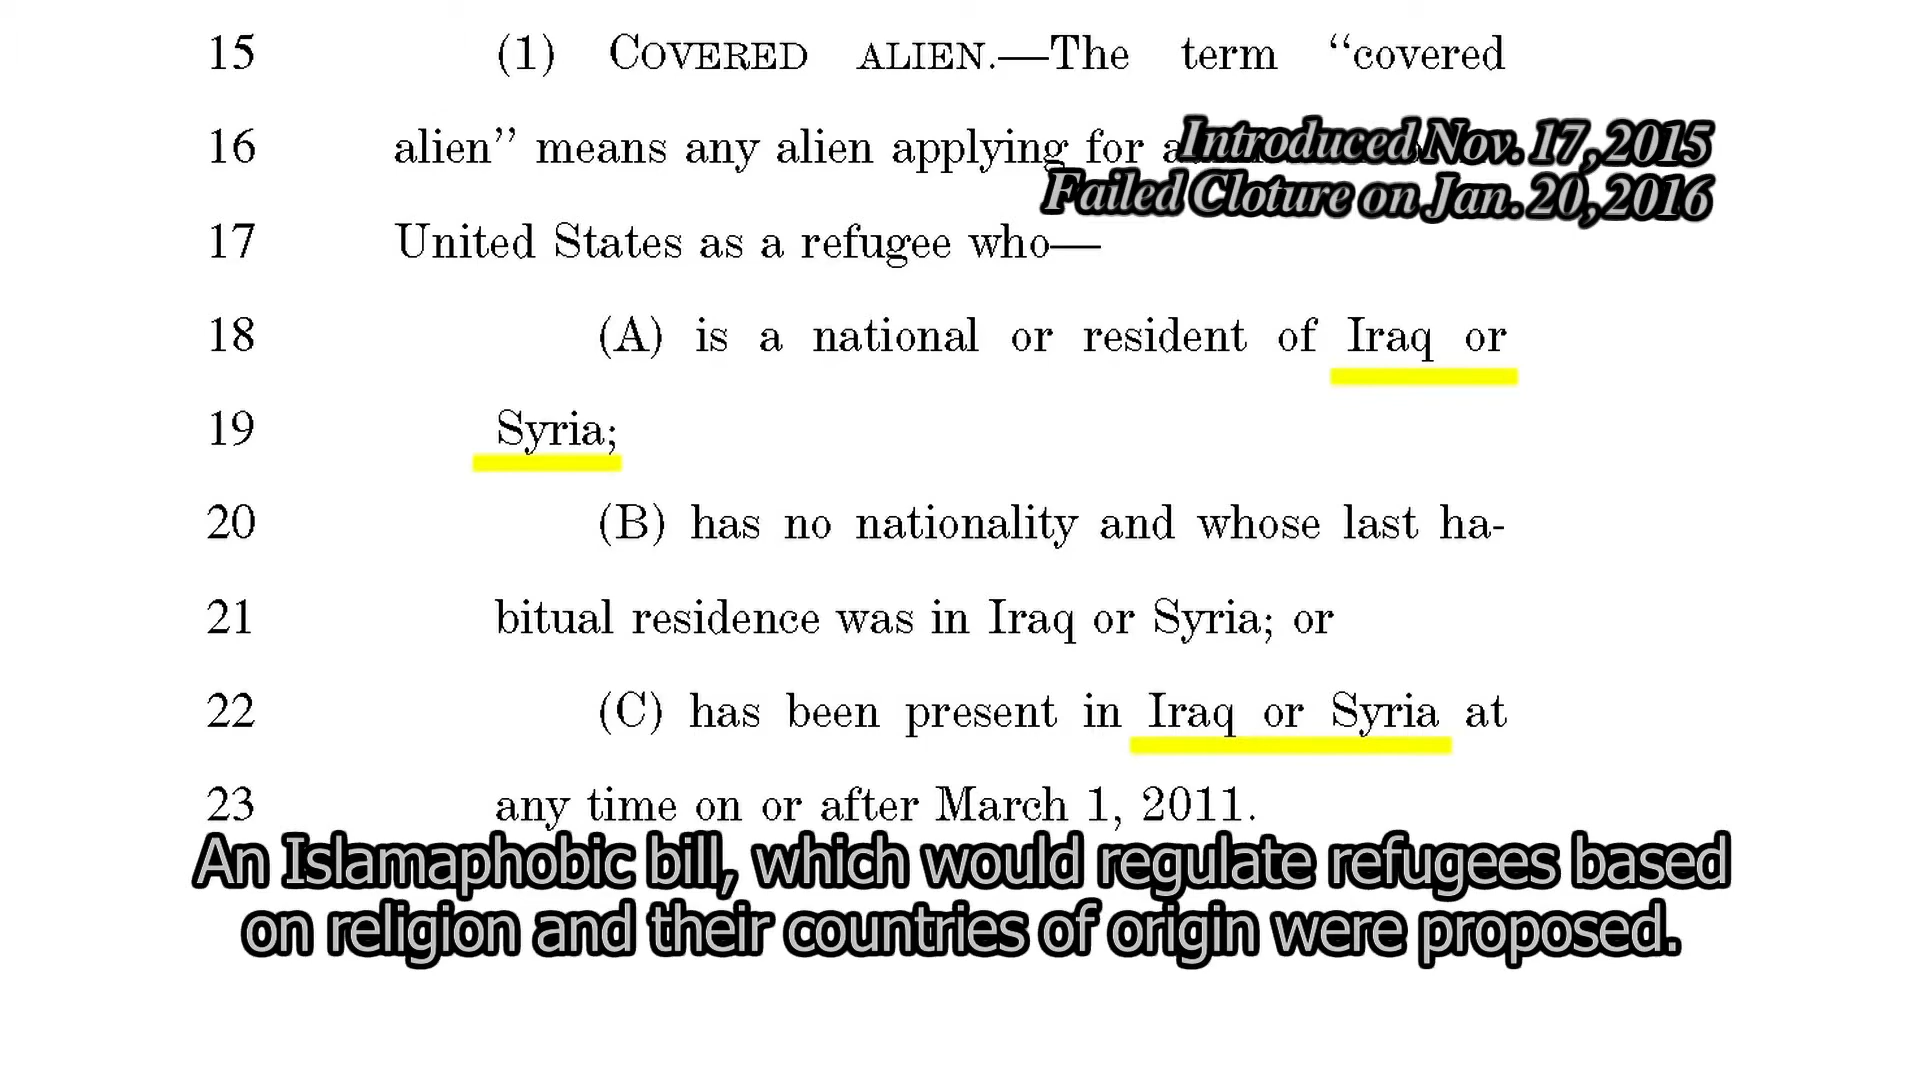 15 (1) COVERED ALIEN.—The term “covered
16 alien” means any alien applying for
Introduced Nov. 17, 2015
Failed Cloture on Jan. 20, 2016
17 United States as a refugee who—
18 (A) is a national or resident of Iraq or
19 Syria;
20 (B) has no nationality and whose last ha-
21 bitual residence was in Iraq or Syria; or
22 (C) has been present in Iraq or Syria at
23 any time on or after March 1, 2011.
An Islamaphobic bill, which would regulate refugees based
on religion and their countries of origin were proposed.